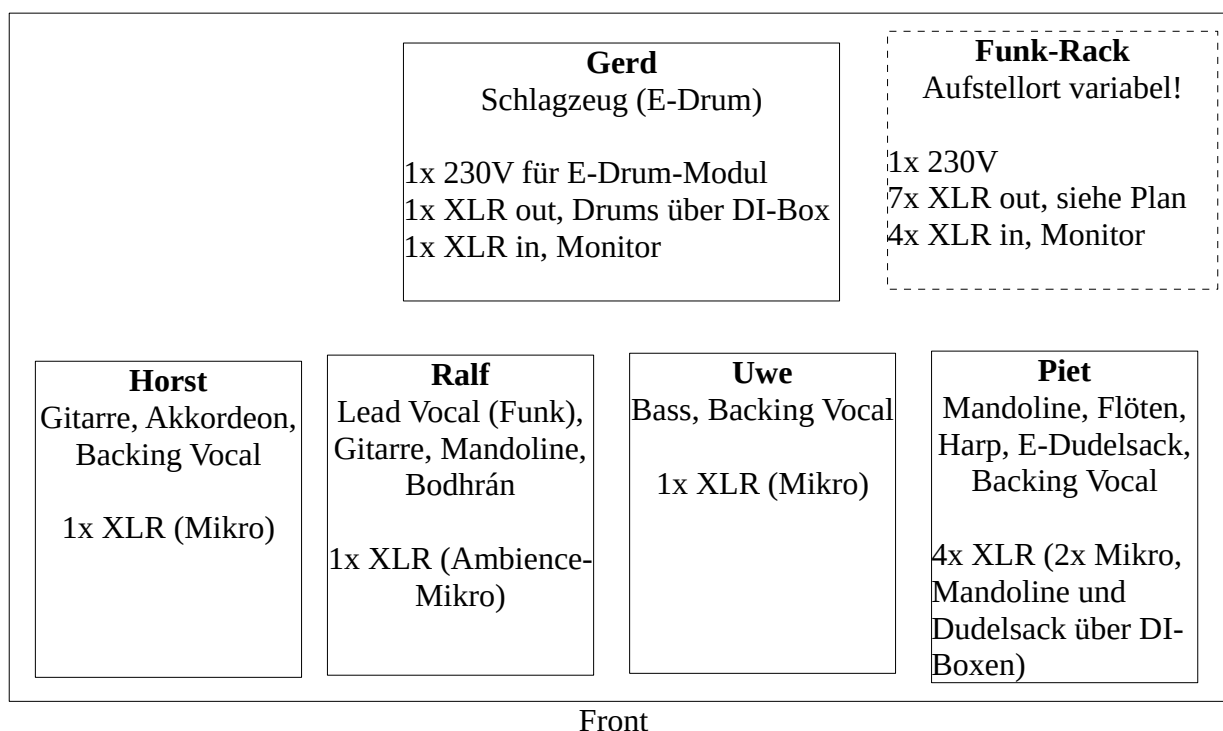 Gerd
Schlagzeug (E-Drum)
1x 230V für E-Drum-Modul
1x XLR out, Drums über DI-Box
1x XLR in, Monitor
Funk-Rack
Aufstellort variabel!
1x 230V
7x XLR out, siehe Plan
4x XLR in, Monitor
Horst
Gitarre, Akkordeon,
Backing Vocal
1x XLR (Mikro)
Ralf
Lead Vocal (Funk),
Gitarre, Mandoline,
Bodhrán
1x XLR (Ambience-
Mikro)
Uwe
Bass, Backing Vocal
1x XLR (Mikro)
Piet
Mandoline, Flöten,
Harp, E-Dudelsack,
Backing Vocal
4x XLR (2x Mikro,
Mandoline und
Dudelsack über DI-
Boxen)
Front